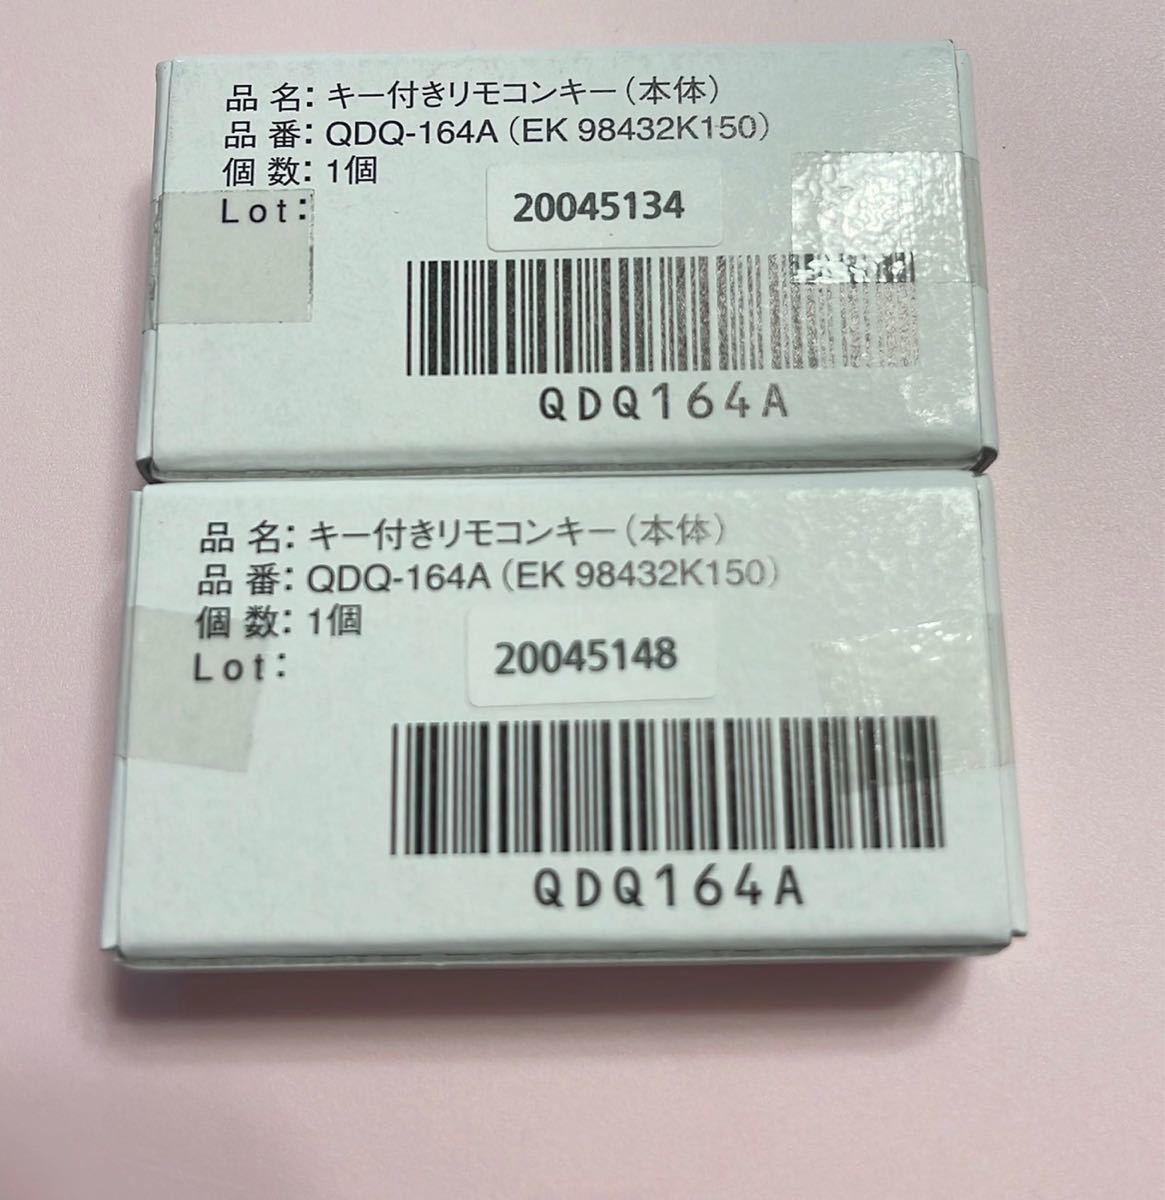 品 名：キー付きリモコンキー（本体）
品 番：QDQ-164A（EK 98432K150）
個 数：1個
Lot：
20045134
QDQ164A
品 名：キー付きリモコンキー（本体）
品 番：QDQ-164A（EK 98432K150）
個 数：1個
Lot：
20045148
QDQ164A